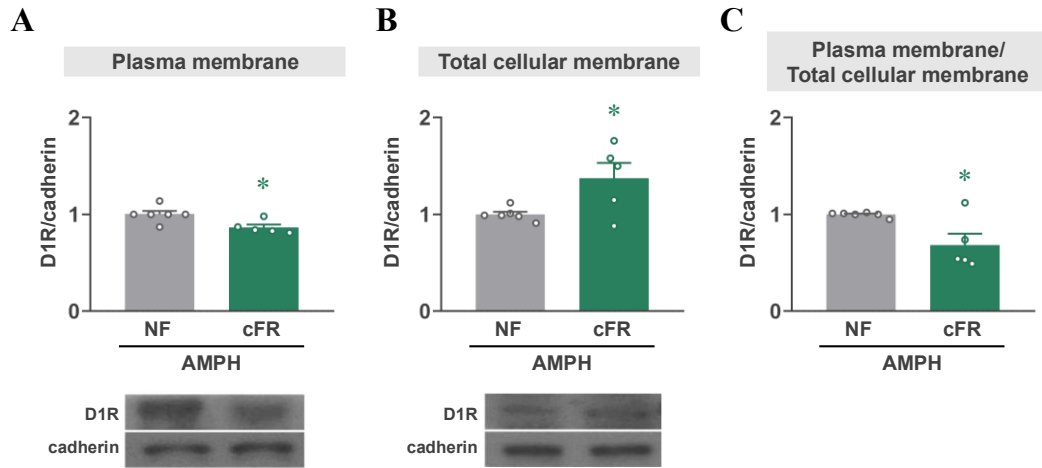 A
Plasma membrane
D1R/cadherin
2
1
0
*
NF
cFR
AMPH
D1R
cadherin
B
Total cellular membrane
D1R/cadherin
2
1
0
*
NF
cFR
AMPH
D1R
cadherin
C
Plasma membrane/
Total cellular membrane
D1R/cadherin
2
1
0
*
NF
cFR
AMPH